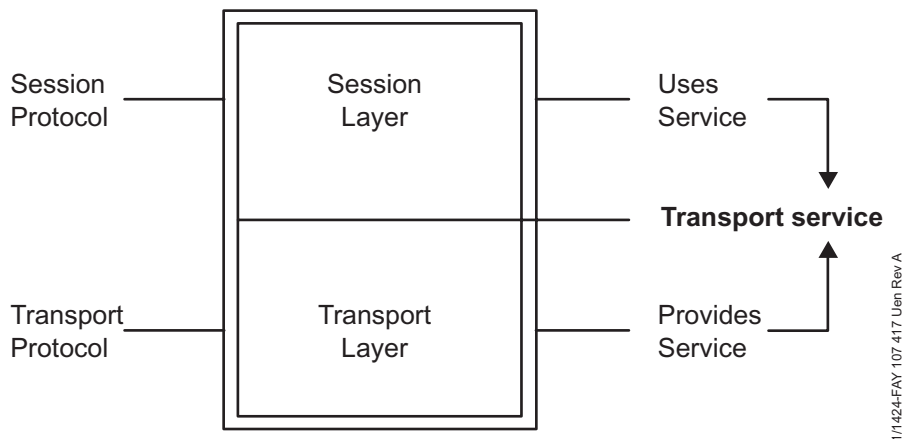 Session
Protocol
Session
Layer
Uses
Service
Transport service
Transport
Protocol
Transport
Layer
Provides
Service
1/1424-FAY 107 417 Uen Rev A